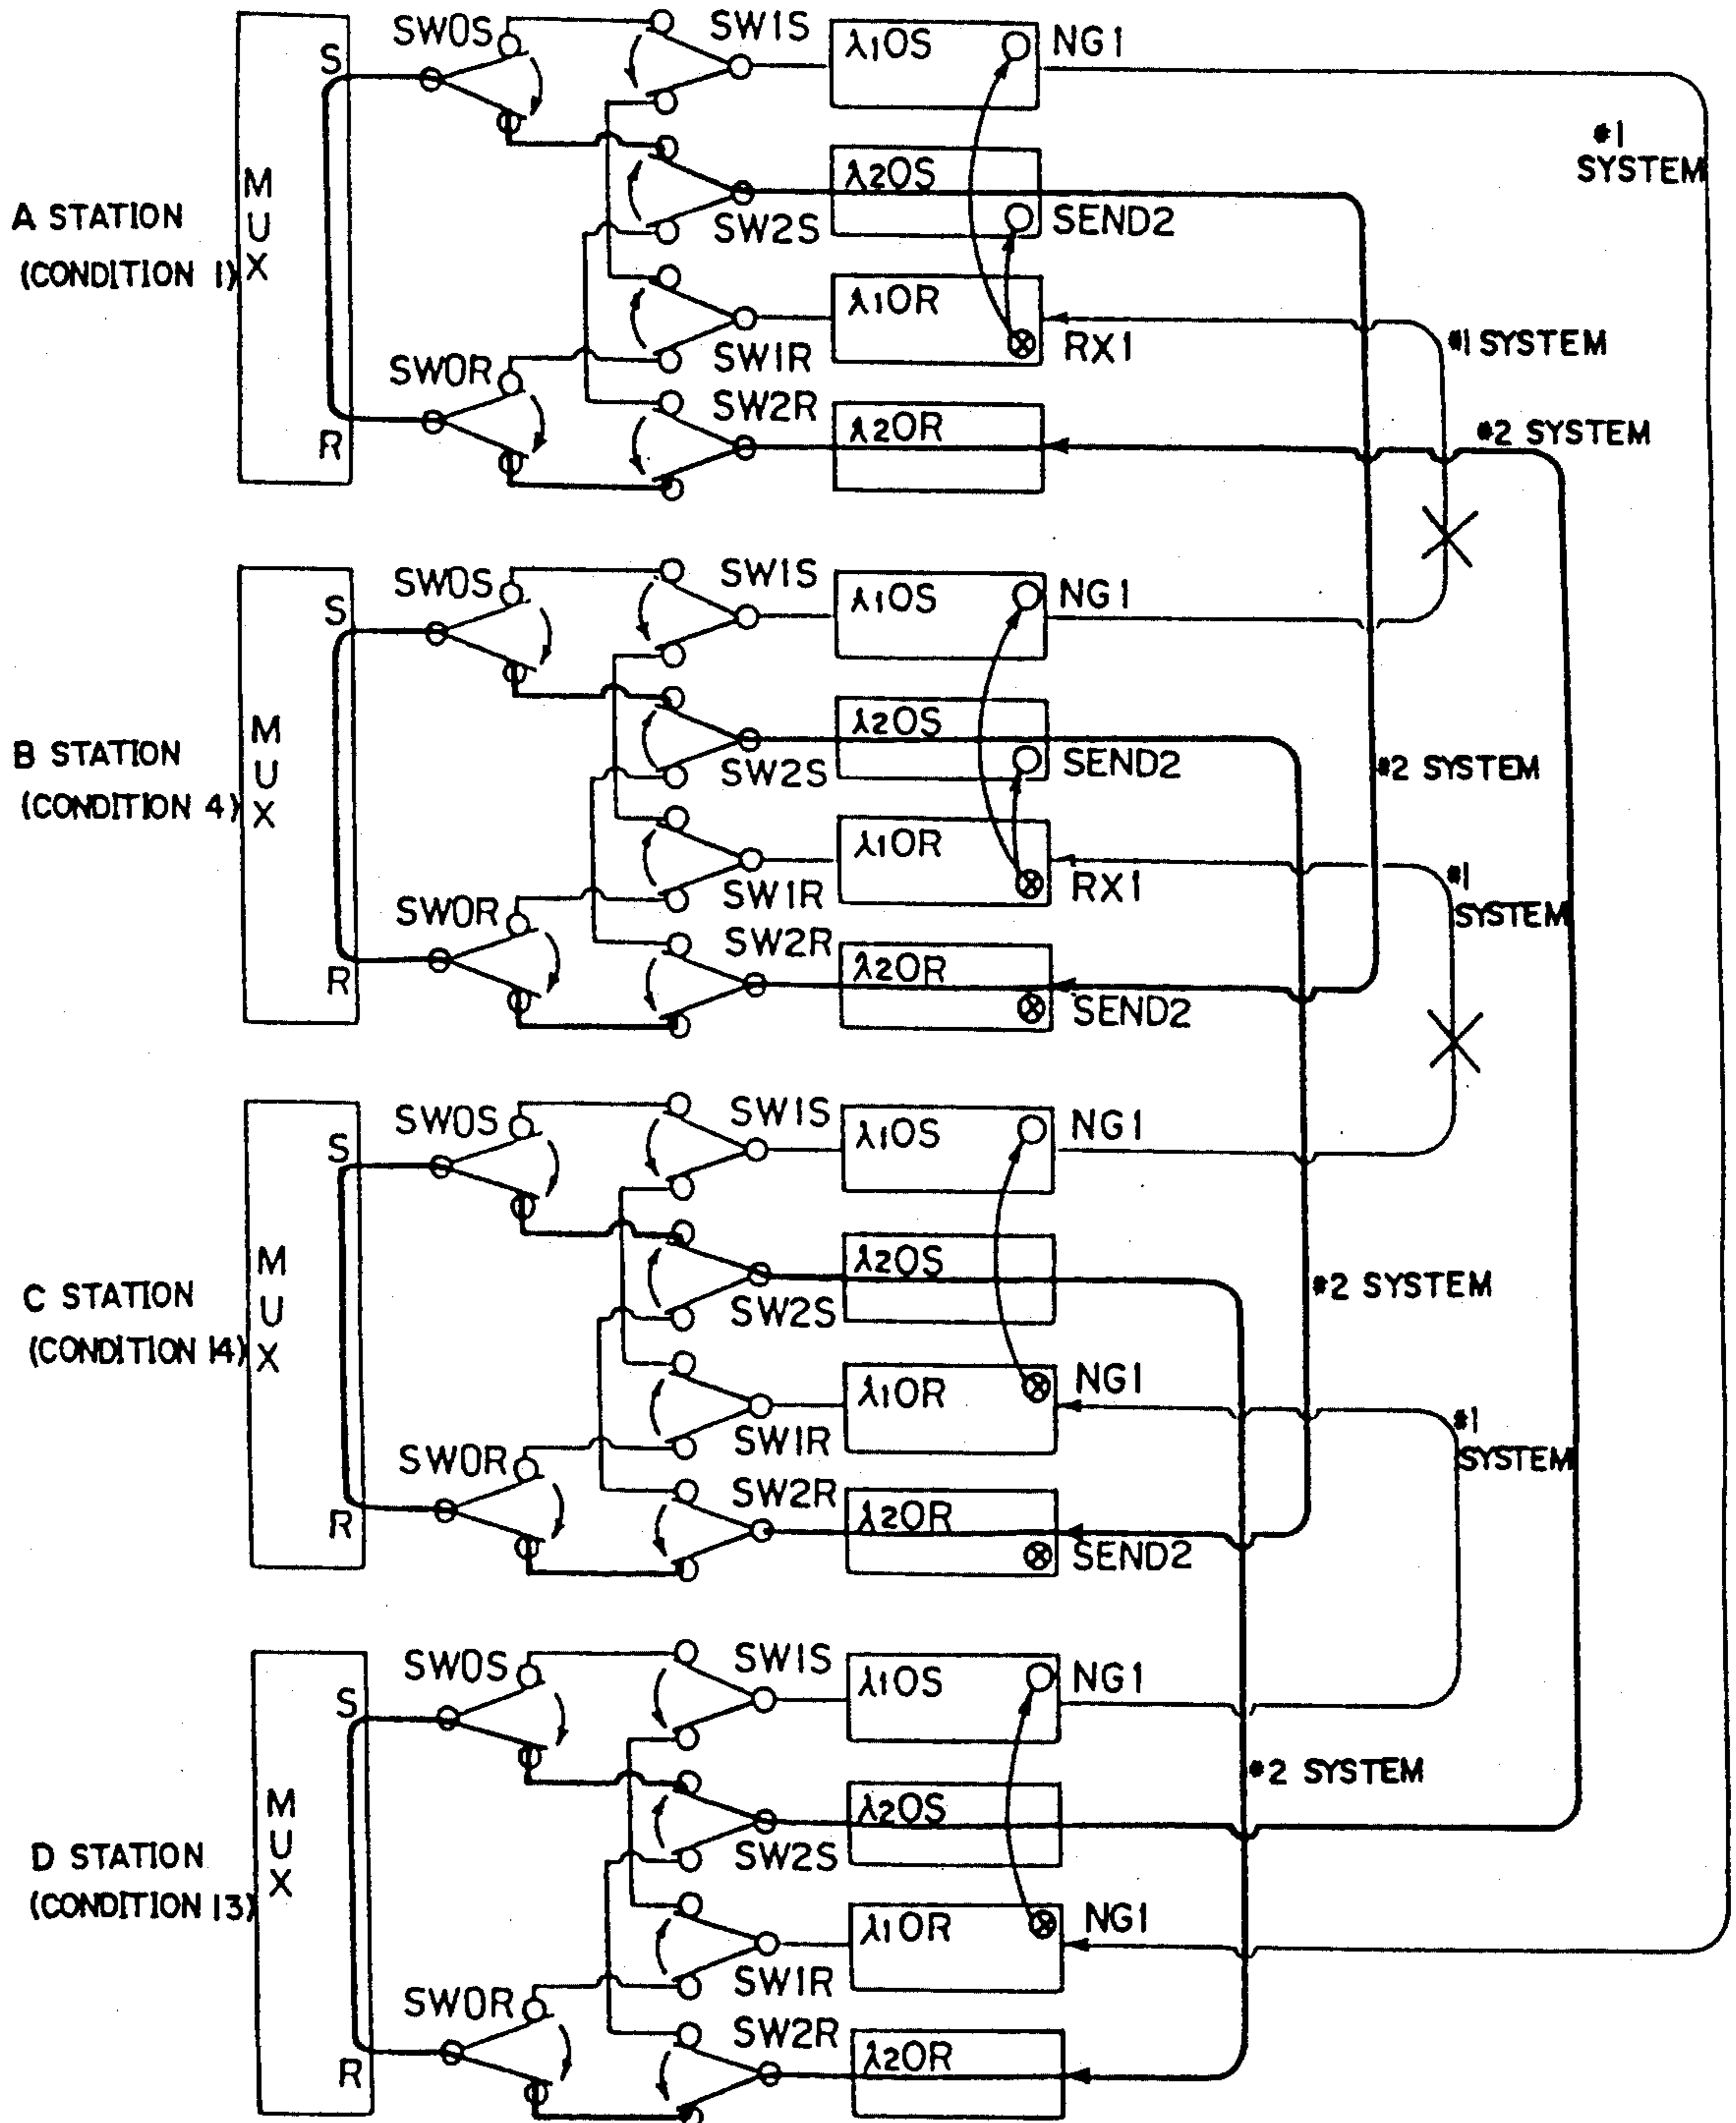 SW0S
SW1S
λ1OS
NG1
S
#1
SYSTEM
MUX
λ2OS
A STATION
SEND2
SW2S
(CONDITION 1)
λ1OR
RX1
#1 SYSTEM
SW1R
SW0R
SW2R
λ2OR
#2 SYSTEM
R
SW0S
SW1S
λ1OS
NG1
S
MUX
λ2OS
B STATION
SEND2
#2 SYSTEM
SW2S
(CONDITION 4)
λ1OR
RX1
#1
SYSTEM
SW1R
SW0R
SW2R
λ2OR
R
SEND2
SW0S
SW1S
λ1OS
NG1
S
MUX
λ2OS
C STATION
#2 SYSTEM
SW2S
(CONDITION 14)
λ1OR
NG1
#1
SYSTEM
SW1R
SW0R
SW2R
λ2OR
R
SEND2
SW0S
SW1S
λ1OS
NG1
S
#2 SYSTEM
MUX
λ2OS
D STATION
SW2S
(CONDITION 13)
λ1OR
NG1
SW1R
SW0R
SW2R
λ2OR
R